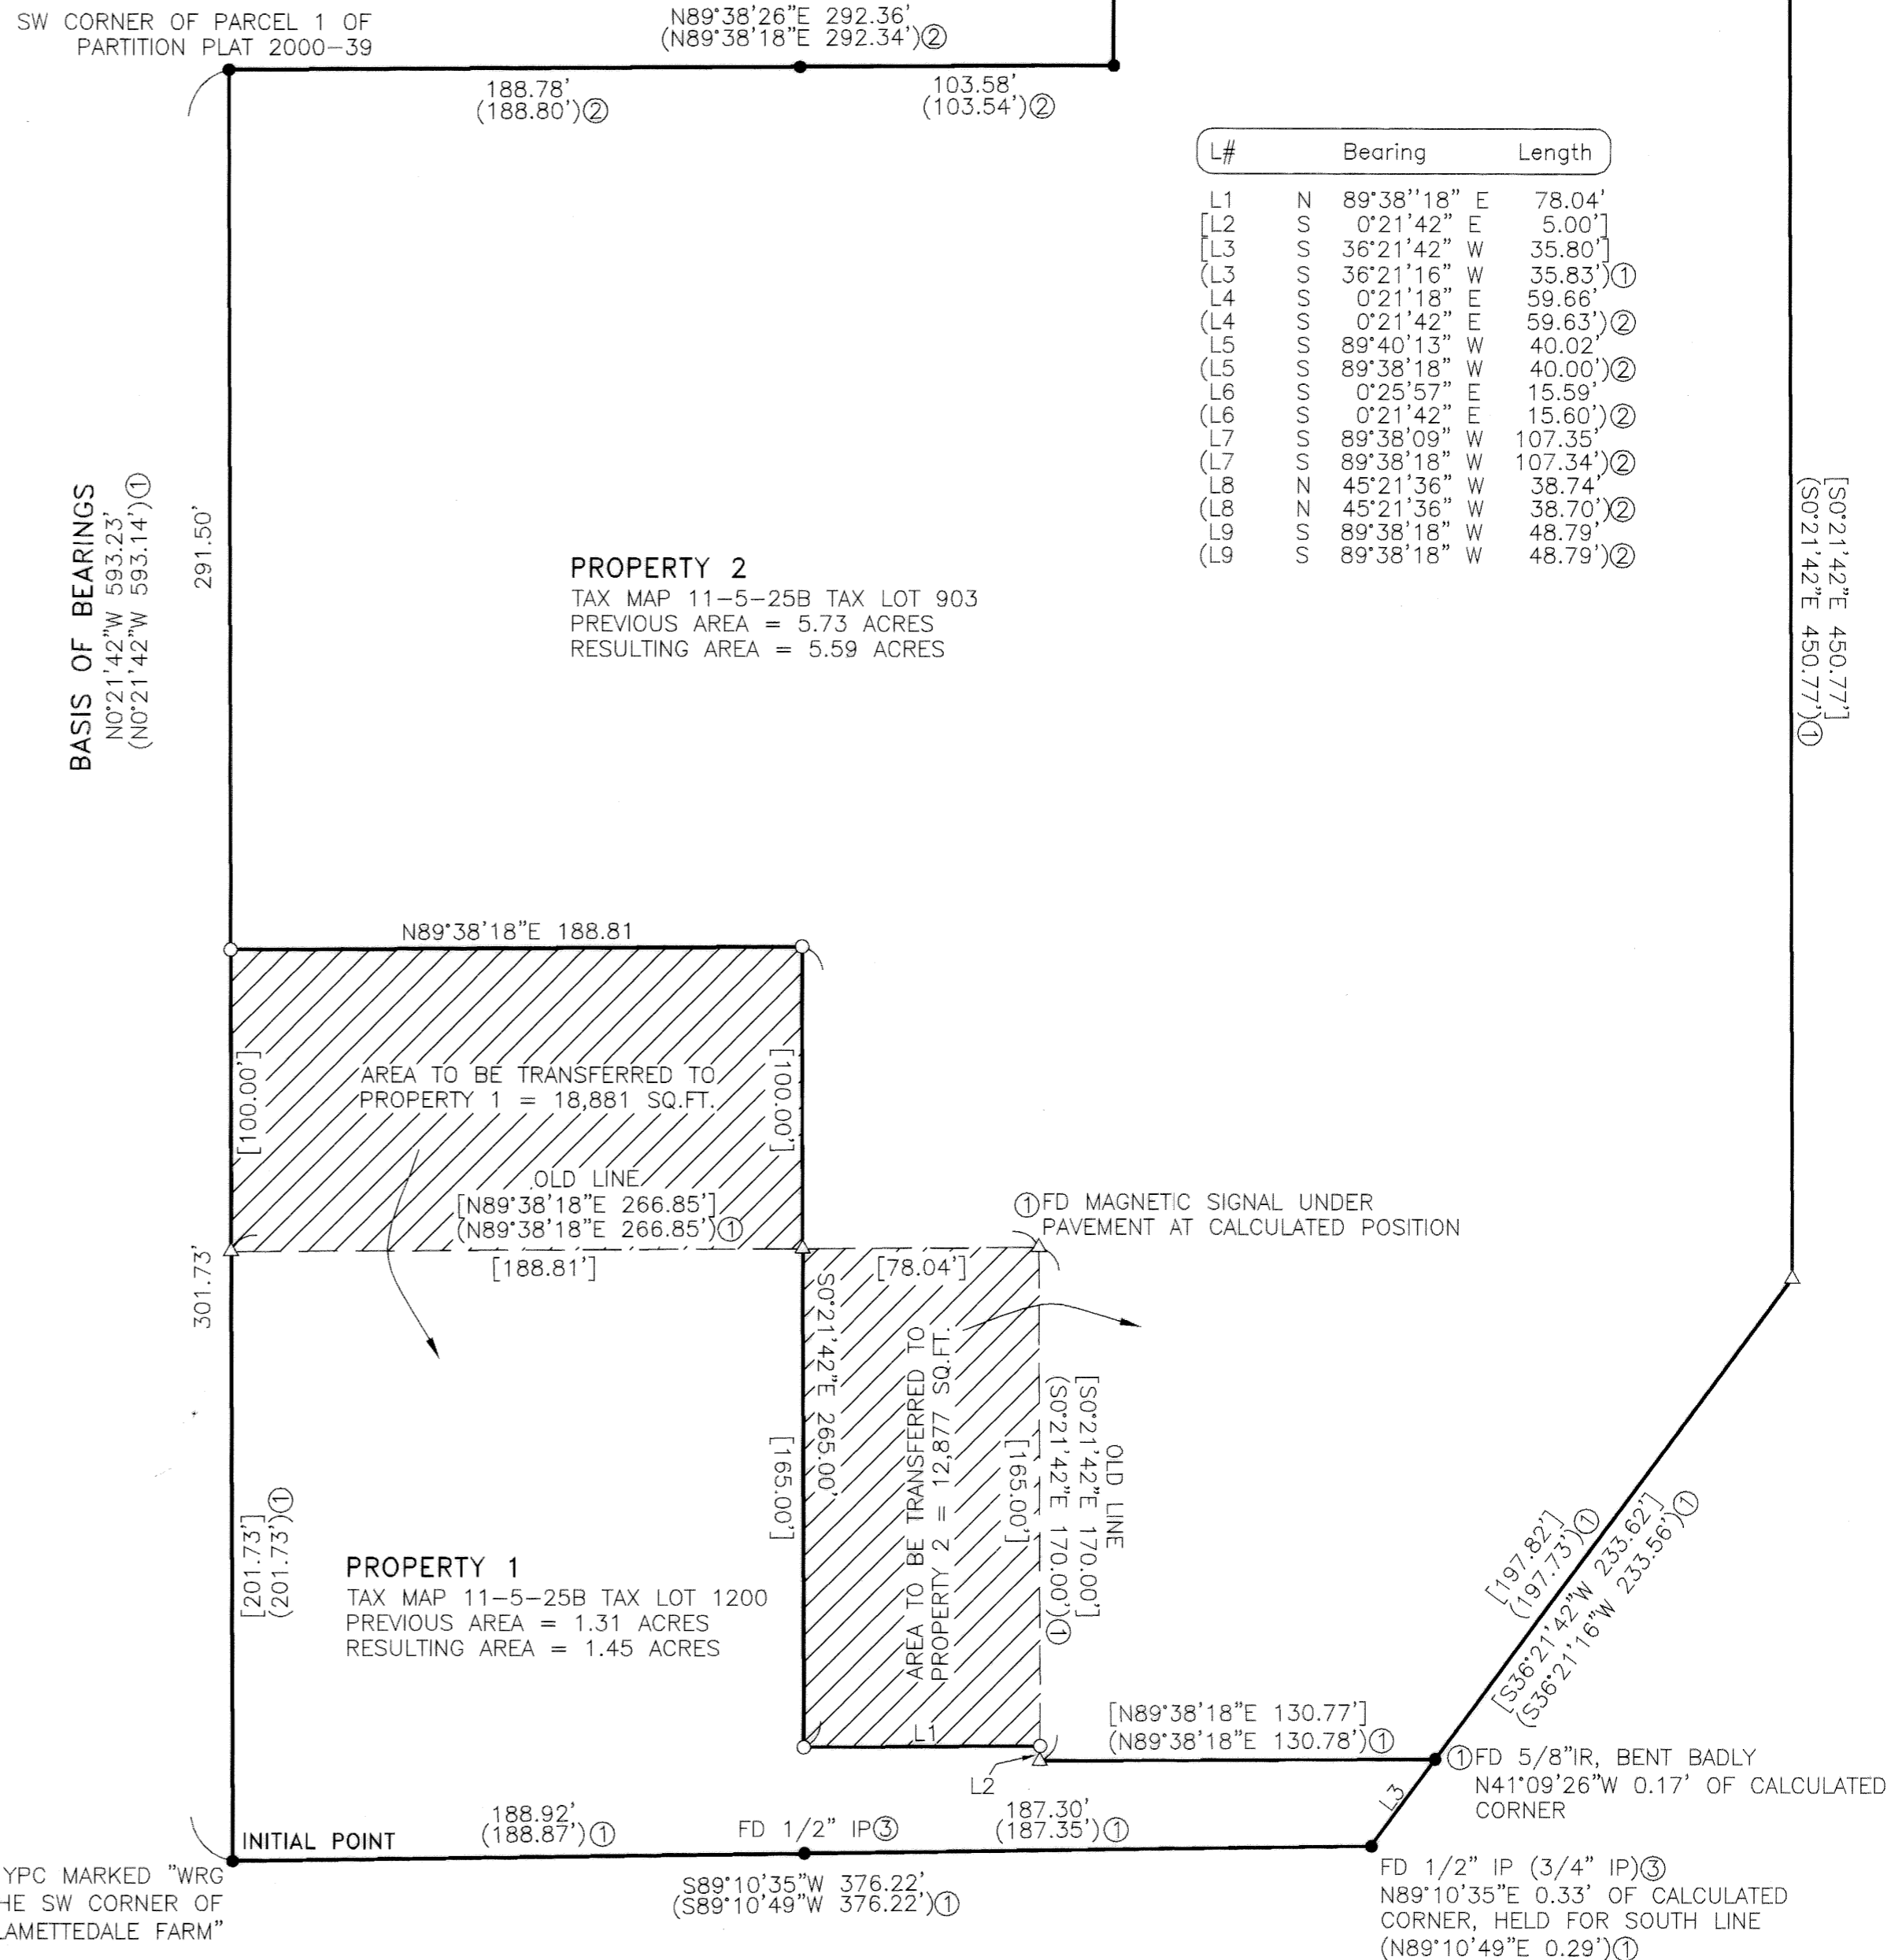 SW CORNER OF PARCEL 1 OF
PARTITION PLAT 2000-39
N89°38'26"E 292.36'
(N89°38'18"E 292.34')②
188.78'
(188.80')②
103.58'
(103.54')②
L# Bearing Length
L1 N 89°38''18" E 78.04'
[L2 S 0°21'42" E 5.00']
[L3 S 36°21'42" W 35.80']
(L3 S 36°21'16" W 35.83')①
L4 S 0°21'18" E 59.66'
(L4 S 0°21'42" E 59.63')②
L5 S 89°40'13" W 40.02'
(L5 S 89°38'18" W 40.00')②
L6 S 0°25'57" E 15.59'
(L6 S 0°21'42" E 15.60')②
L7 S 89°38'09" W 107.35'
(L7 S 89°38'18" W 107.34')②
L8 N 45°21'36" W 38.74'
(L8 N 45°21'36" W 38.70')②
L9 S 89°38'18" W 48.79'
(L9 S 89°38'18" W 48.79')②
BASIS OF BEARINGS
N0°21'42"W 593.23'
(N0°21'42"W 593.14')①
291.50'
[S0°21'42"E 450.77']
(S0°21'42"E 450.77')①
PROPERTY 2
TAX MAP 11-5-25B TAX LOT 903
PREVIOUS AREA = 5.73 ACRES
RESULTING AREA = 5.59 ACRES
N89°38'18"E 188.81
[100.00']
AREA TO BE TRANSFERRED TO
PROPERTY 1 = 18,881 SQ.FT.
[100.00']
OLD LINE
[N89°38'18"E 266.85']
(N89°38'18"E 266.85')①
[188.81']
①FD MAGNETIC SIGNAL UNDER
PAVEMENT AT CALCULATED POSITION
[78.04']
301.73'
S0°21'42"E 265.00'
[165.00']
AREA TO BE TRANSFERRED TO
PROPERTY 2 = 12,877 SQ.FT.
[165.00']
OLD LINE
[S0°21'42"E 170.00']
(S0°21'42"E 170.00')①
[201.73']
(201.73')①
PROPERTY 1
TAX MAP 11-5-25B TAX LOT 1200
PREVIOUS AREA = 1.31 ACRES
RESULTING AREA = 1.45 ACRES
[197.82']
(197.73')①
[S36°21'42"W 233.62']
(S36°21'16"W 233.56')①
L1
[N89°38'18"E 130.77']
(N89°38'18"E 130.78')①
L2
L3
①FD 5/8"IR, BENT BADLY
N41°09'26"W 0.17' OF CALCULATED
CORNER
INITIAL POINT
188.92'
(188.87')①
FD 1/2" IP③
187.30'
(187.35')①
S89°10'35"W 376.22'
(S89°10'49"W 376.22')①
YPC MARKED "WRG
HE SW CORNER OF
LAMETTEDALE FARM"
FD 1/2" IP (3/4" IP)③
N89°10'35"E 0.33' OF CALCULATED
CORNER, HELD FOR SOUTH LINE
(N89°10'49"E 0.29')①